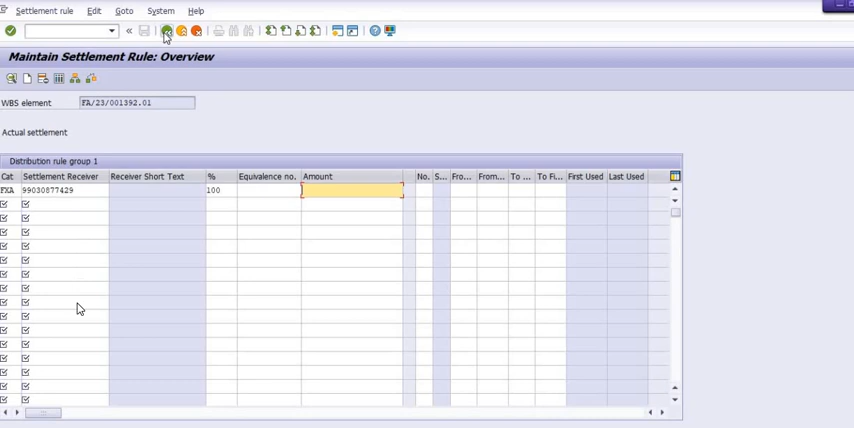 Settlement rule Edit Goto System Help
Maintain Settlement Rule: Overview
WBS element FA/23/001392.01
Actual settlement
Distribution rule group 1
Cat Settlement Receiver Receiver Short Text % Equivalence no. Amount No. S... Fro... From... To ... To Fi... First Used Last Used
FXA 99030877429 100